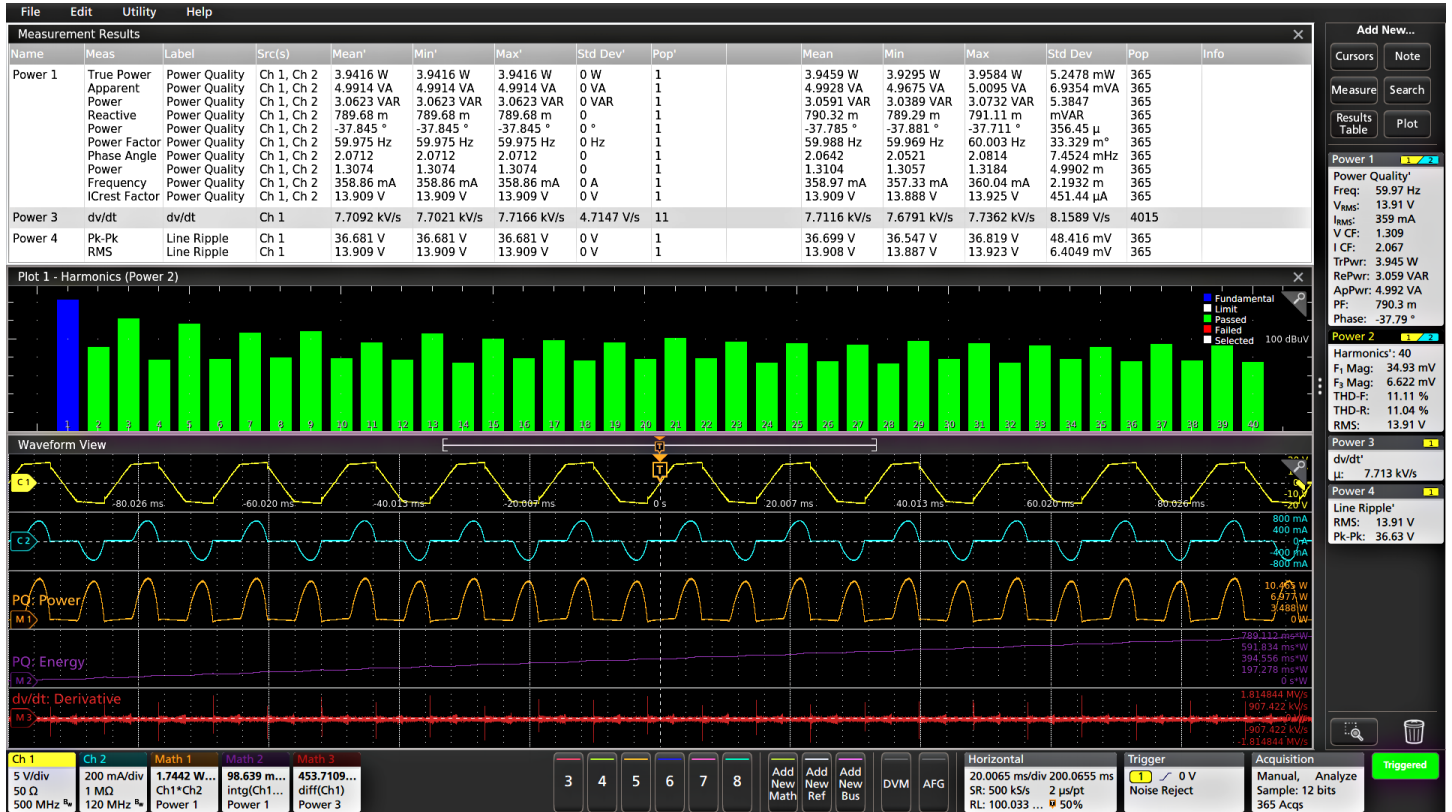 File Edit Utility Help
Measurement Results
Name Meas Label Src(s) Mean' Min' Max' Std Dev' Pop' Mean Min Max Std Dev Pop Info
Power 1 True Power Power Quality Ch 1, Ch 2 3.9416 W 3.9416 W 3.9416 W 0 W 1 3.9459 W 3.9295 W 3.9584 W 5.2478 mW 365
Apparent Power Quality Ch 1, Ch 2 4.9914 VA 4.9914 VA 4.9914 VA 0 VA 1 4.9928 VA 4.9675 VA 5.0095 VA 6.9354 mVA 365
Power Power Quality Ch 1, Ch 2 3.0623 VAR 3.0623 VAR 3.0623 VAR 0 VAR 1 3.0591 VAR 3.0389 VAR 3.0732 VAR 5.3847 365
Reactive Power Quality Ch 1, Ch 2 789.68 m 789.68 m 789.68 m 0 1 790.32 m 789.29 m 791.11 m mVAR 365
Power Power Quality Ch 1, Ch 2 -37.845 ° -37.845 ° -37.845 ° 0 ° 1 -37.785 ° -37.881 ° -37.711 ° 356.45 µ 365
Power Factor Power Quality Ch 1, Ch 2 59.975 Hz 59.975 Hz 59.975 Hz 0 Hz 1 59.988 Hz 59.969 Hz 60.003 Hz 33.329 m° 365
Phase Angle Power Quality Ch 1, Ch 2 2.0712 2.0712 2.0712 0 1 2.0642 2.0521 2.0814 7.4524 mHz 365
Power Power Quality Ch 1, Ch 2 1.3074 1.3074 1.3074 0 1 1.3104 1.3057 1.3184 4.9902 m 365
Frequency Power Quality Ch 1, Ch 2 358.86 mA 358.86 mA 358.86 mA 0 A 1 358.97 mA 357.33 mA 360.04 mA 2.1932 m 365
ICrest Factor Power Quality Ch 1, Ch 2 13.909 V 13.909 V 13.909 V 0 V 1 13.909 V 13.888 V 13.925 V 451.44 µA 365
Power 3 dv/dt dv/dt Ch 1 7.7092 kV/s 7.7021 kV/s 7.7166 kV/s 4.7147 V/s 11 7.7116 kV/s 7.6791 kV/s 7.7362 kV/s 8.1589 V/s 4015
Power 4 Pk-Pk Line Ripple Ch 1 36.681 V 36.681 V 36.681 V 0 V 1 36.699 V 36.547 V 36.819 V 48.416 mV 365
RMS Line Ripple Ch 1 13.909 V 13.909 V 13.909 V 0 V 1 13.908 V 13.887 V 13.923 V 6.4049 mV 365
Plot 1 - Harmonics (Power 2)
Fundamental
Limit
Passed
Failed
Selected
100 dBuV
1 2 3 4 5 6 7 8 9 10 11 12 13 14 15 16 17 18 19 20 21 22 23 24 25 26 27 28 29 30 31 32 33 34 35 36 37 38 39 40
Waveform View
T
T
C 1
-10 V
-20 V
-80.026 ms -60.020 ms -40.013 ms -20.007 ms 0 s 20.007 ms 40.013 ms 60.020 ms 80.026 ms
C 2
800 mA
400 mA
0 A
-400 mA
-800 mA
PQ: Power
M 1
10.465 W
6.977 W
3.488 W
0 W
PQ: Energy
M 2
789.112 ms*W
591.834 ms*W
394.556 ms*W
197.278 ms*W
0 s*W
dv/dt: Derivative
M 3
1.814844 MV/s
907.422 kV/s
-907.422 kV/s
-1.814844 MV/s
Add New...
Cursors Note
Measure Search
Results Table Plot
Power 1 1 2
Power Quality'
Freq: 59.97 Hz
VRMS: 13.91 V
IRMS: 359 mA
V CF: 1.309
I CF: 2.067
TrPwr: 3.945 W
RePwr: 3.059 VAR
ApPwr: 4.992 VA
PF: 790.3 m
Phase: -37.79 °
Power 2 1 2
Harmonics': 40
F1 Mag: 34.93 mV
F3 Mag: 6.622 mV
THD-F: 11.11 %
THD-R: 11.04 %
RMS: 13.91 V
Power 3 1
dv/dt'
µ: 7.713 kV/s
Power 4 1
Line Ripple'
RMS: 13.91 V
Pk-Pk: 36.63 V
Ch 1
5 V/div
50 Ω
500 MHz Bw
Ch 2
200 mA/div
1 MΩ
120 MHz Bw
Math 1
1.7442 W...
Ch1*Ch2
Power 1
Math 2
98.639 m...
intg(Ch1...
Power 1
Math 3
453.7109...
diff(Ch1)
Power 3
3 4 5 6 7 8
Add New Math
Add New Ref
Add New Bus
DVM
AFG
Horizontal
20.0065 ms/div 200.0655 ms
SR: 500 kS/s 2 µs/pt
RL: 100.033 ... 50%
Trigger
1 0 V
Noise Reject
Acquisition
Manual, Analyze
Sample: 12 bits
365 Acqs
Triggered